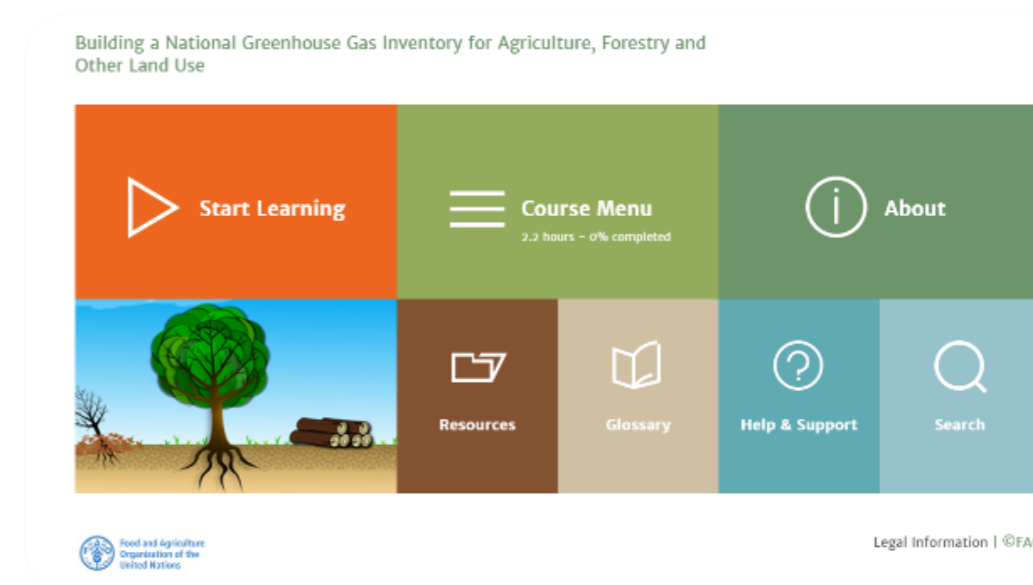 Building a National Greenhouse Gas Inventory for Agriculture, Forestry and
Other Land Use
Start Learning
Course Menu
2.2 hours – 0% completed
About
Resources
Glossary
Help & Support
Search
Food and Agriculture
Organization of the
United Nations
Legal Information | ©FA